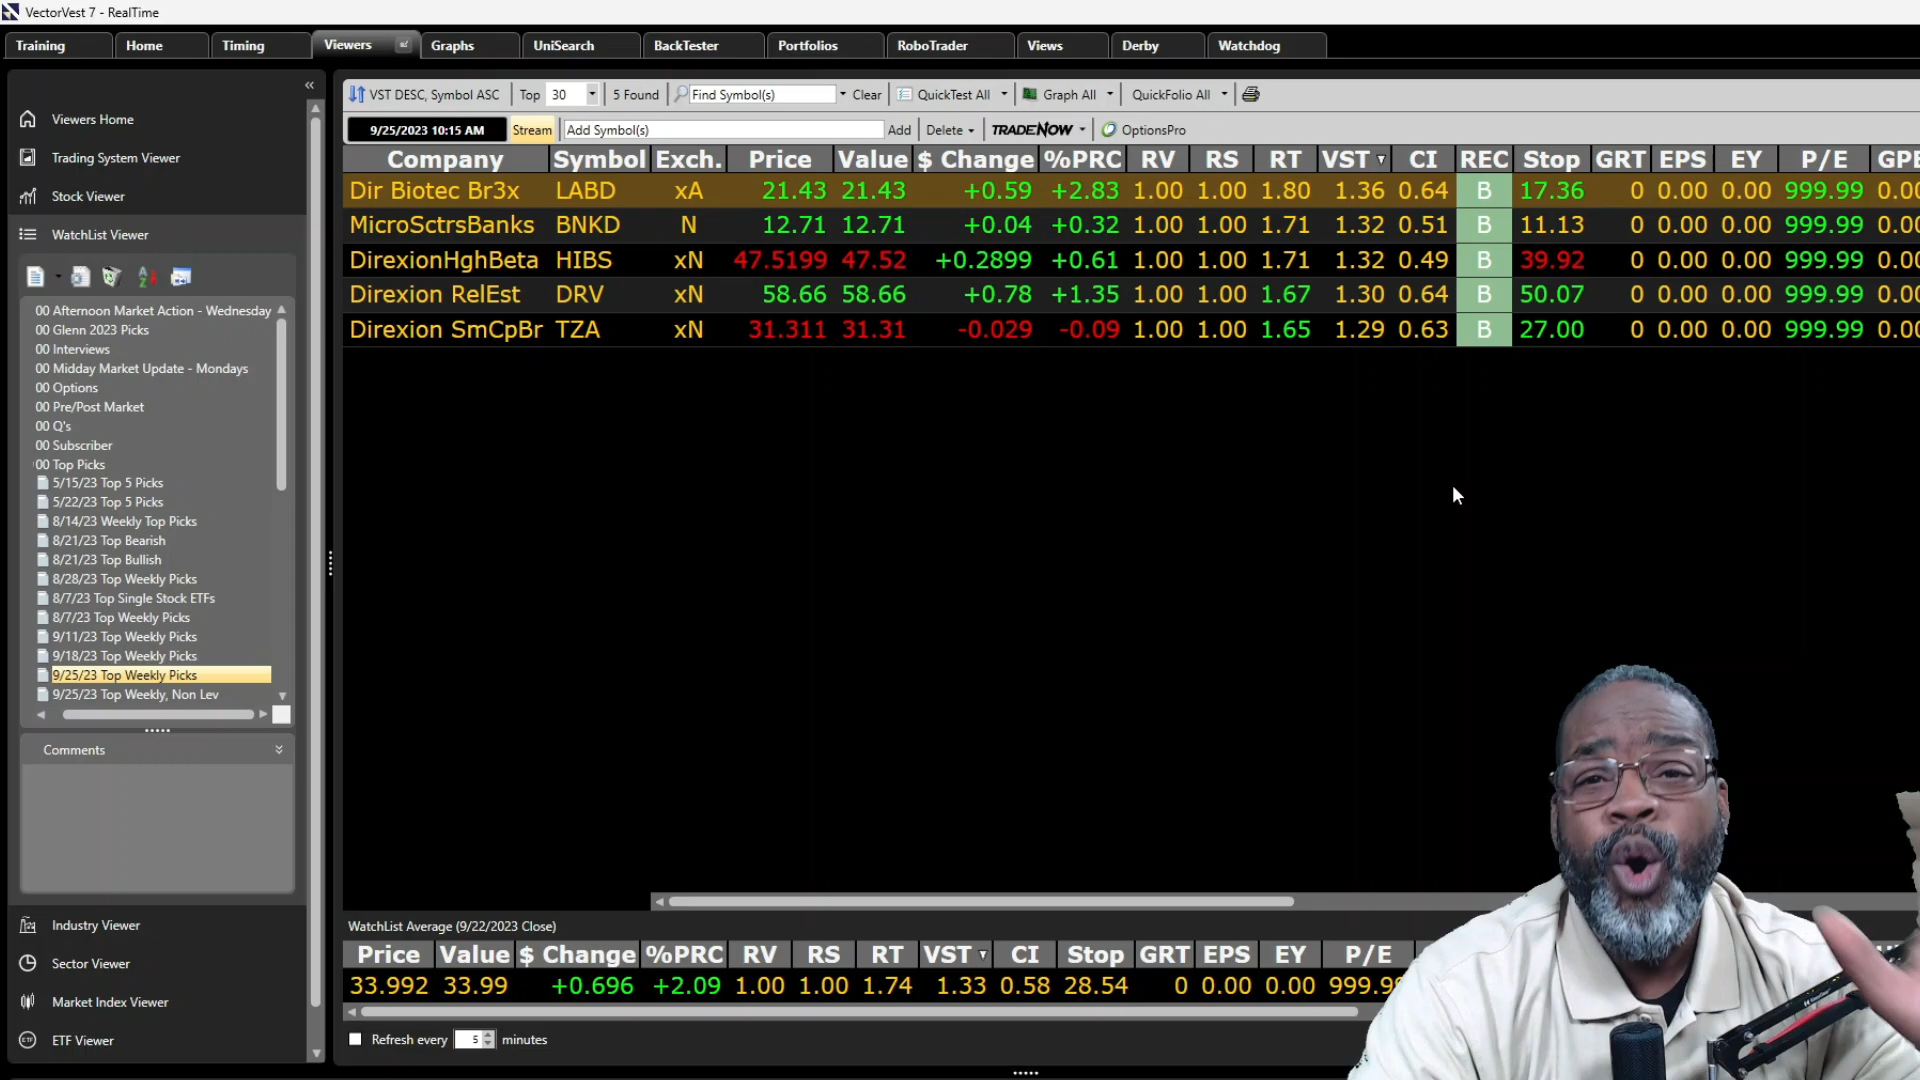 VectorVest 7 - RealTime
Training Home Timing Viewers Graphs UniSearch BackTester Portfolios RoboTrader Views Derby Watchdog
VST DESC, Symbol ASC Top 30 5 Found Find Symbol(s) Clear QuickTest All Graph All QuickFolio All
9/25/2023 10:15 AM Stream Add Symbol(s) Add Delete TRADENOW OptionsPro
Company Symbol Exch. Price Value $ Change %PRC RV RS RT VST CI REC Stop GRT EPS EY P/E GPE
Dir Biotec Br3x LABD xA 21.43 21.43 +0.59 +2.83 1.00 1.00 1.80 1.36 0.64 B 17.36 0 0.00 0.00 999.99 0.00
MicroSctrsBanks BNKD N 12.71 12.71 +0.04 +0.32 1.00 1.00 1.71 1.32 0.51 B 11.13 0 0.00 0.00 999.99 0.00
DirexionHghBeta HIBS xN 47.5199 47.52 +0.2899 +0.61 1.00 1.00 1.71 1.32 0.49 B 39.92 0 0.00 0.00 999.99 0.00
Direxion RelEst DRV xN 58.66 58.66 +0.78 +1.35 1.00 1.00 1.67 1.30 0.64 B 50.07 0 0.00 0.00 999.99 0.00
Direxion SmCpBr TZA xN 31.311 31.31 -0.029 -0.09 1.00 1.00 1.65 1.29 0.63 B 27.00 0 0.00 0.00 999.99 0.00
Viewers Home
Trading System Viewer
Stock Viewer
WatchList Viewer
00 Afternoon Market Action - Wednesday
00 Glenn 2023 Picks
00 Interviews
00 Midday Market Update - Mondays
00 Options
00 Pre/Post Market
00 Q's
00 Subscriber
00 Top Picks
5/15/23 Top 5 Picks
5/22/23 Top 5 Picks
8/14/23 Weekly Top Picks
8/21/23 Top Bearish
8/21/23 Top Bullish
8/28/23 Top Weekly Picks
8/7/23 Top Single Stock ETFs
8/7/23 Top Weekly Picks
9/11/23 Top Weekly Picks
9/18/23 Top Weekly Picks
9/25/23 Top Weekly Picks
9/25/23 Top Weekly, Non Lev
Comments
Industry Viewer
Sector Viewer
Market Index Viewer
ETF Viewer
WatchList Average (9/22/2023 Close)
Price Value $ Change %PRC RV RS RT VST CI Stop GRT EPS EY P/E
33.992 33.99 +0.696 +2.09 1.00 1.00 1.74 1.33 0.58 28.54 0 0.00 0.00 999.99
Refresh every 5 minutes